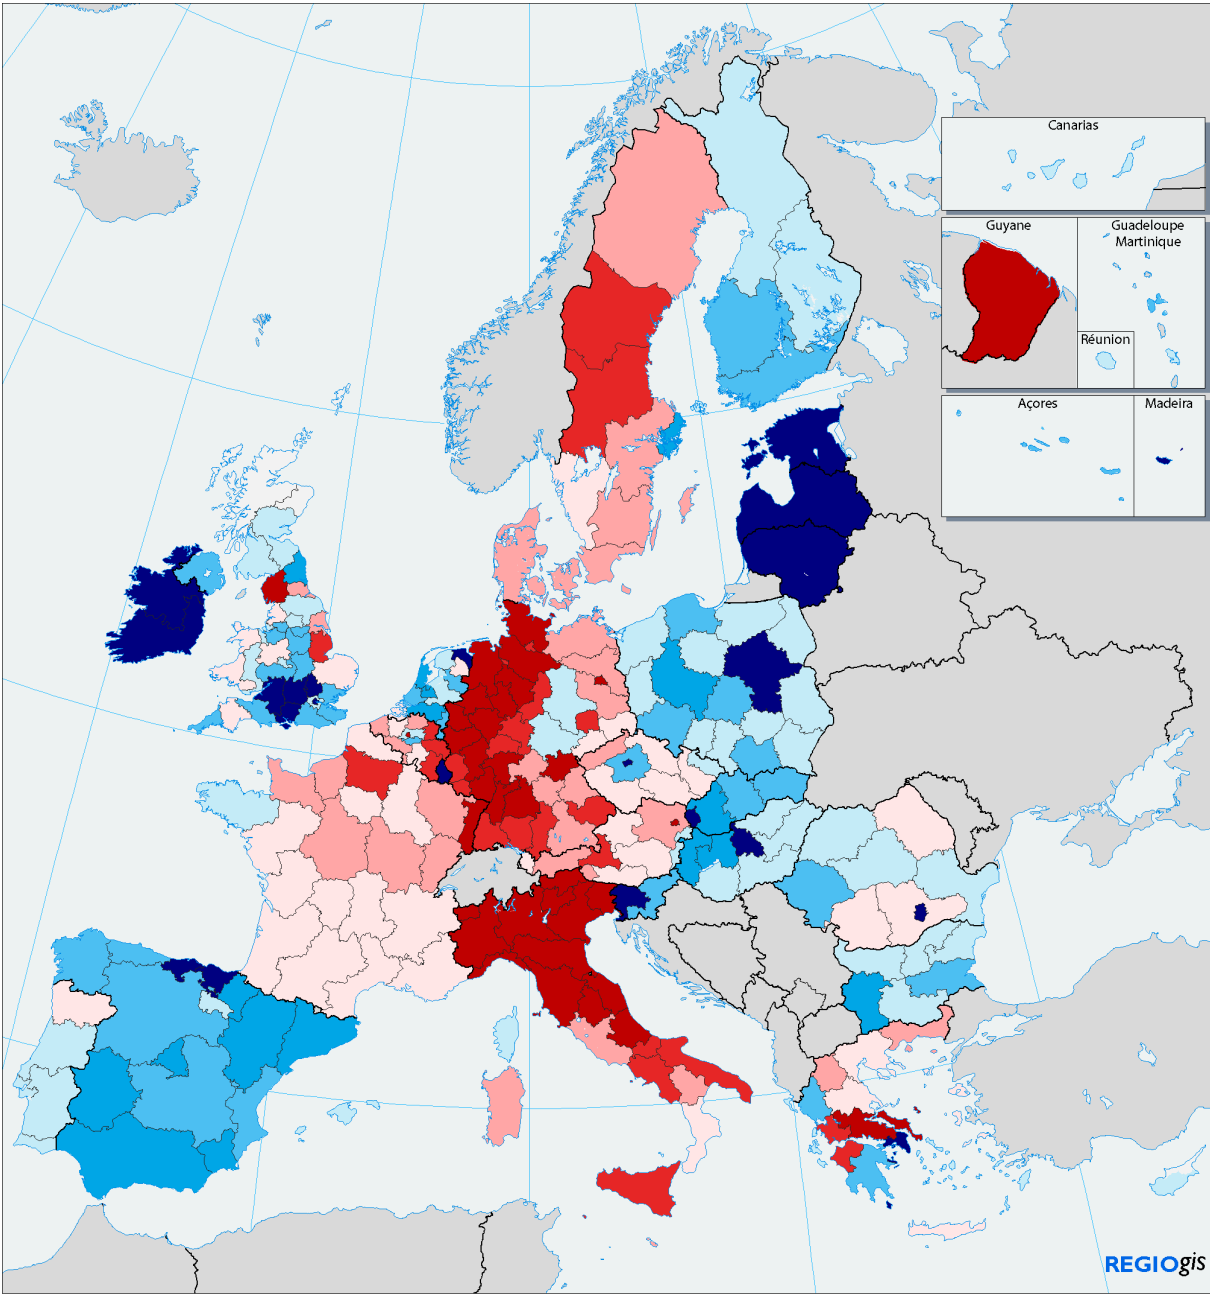 Canarias
Guyane
Guadeloupe
Martinique
Réunion
Açores
Madeira
REGIOgis